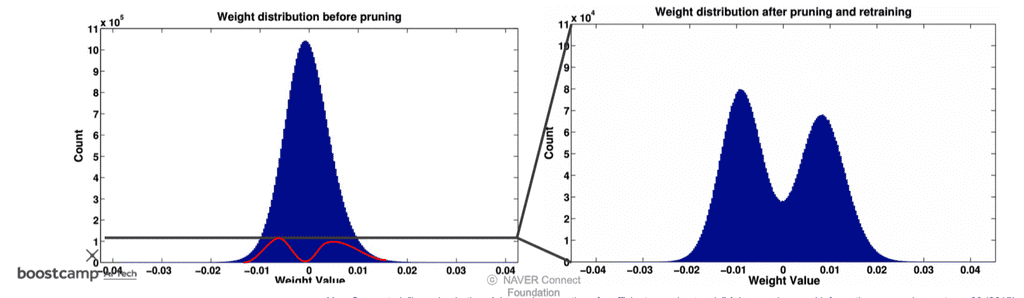 Weight distribution before pruning
11 x 10^5
10
9
8
7
6
5
4
3
2
1
0
Count
-0.04 -0.03 -0.02 -0.01 0 0.01 0.02 0.03 0.04
Weight Value
Weight distribution after pruning and retraining
11 x 10^4
10
9
8
7
6
5
4
3
2
1
0
Count
−0.04 −0.03 −0.02 −0.01 0 0.01 0.02 0.03 0.04
Weight Value
boostcamp AI Tech
© NAVER Connect
Foundation